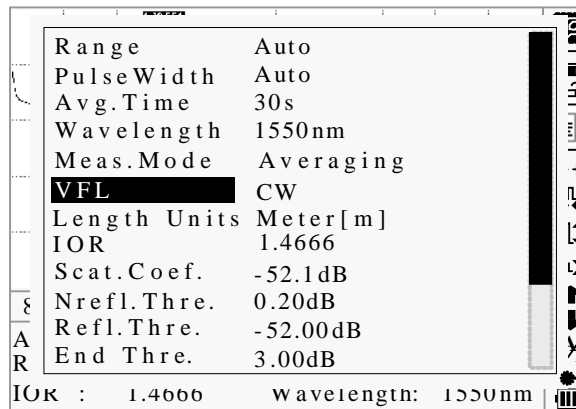 Range Auto
PulseWidth Auto
Avg.Time 30s
Wavelength 1550nm
Meas.Mode Averaging
VFL CW
Length Units Meter[m]
IOR 1.4666
Scat.Coef. -52.1dB
Nrefl.Thre. 0.20dB
Refl.Thre. -52.00dB
End Thre. 3.00dB
A
R
IOR : 1.4666 Wavelength: 1550nm